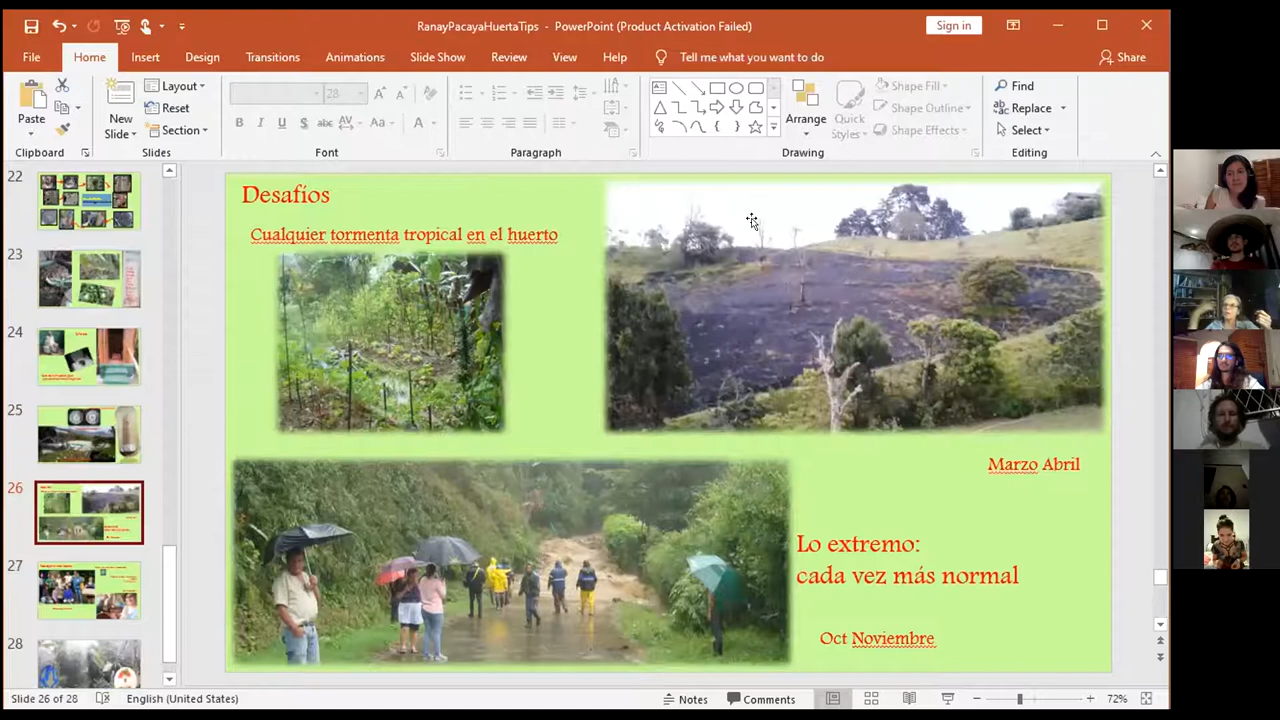 RanayPacayaHuertaTips - PowerPoint (Product Activation Failed)
Sign in
File Home Insert Design Transitions Animations Slide Show Review View Help Tell me what you want to do Share
Paste
New Slide
Layout
Reset
Section
28
Arrange
Quick Styles
Shape Fill
Shape Outline
Shape Effects
Find
Replace
Select
Clipboard Slides Font Paragraph Drawing Editing
22
23
24
25
26
27
28
Desafíos
Cualquier tormenta tropical en el huerto
Marzo Abril
Lo extremo:
cada vez más normal
Oct Noviembre
Slide 26 of 28 English (United States) Notes Comments 72%